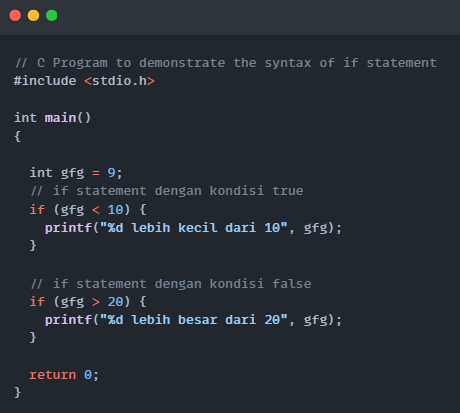 // C Program to demonstrate the syntax of if statement
#include <stdio.h>
int main()
{
int gfg = 9;
// if statement dengan kondisi true
if (gfg < 10) {
printf("%d lebih kecil dari 10", gfg);
}
// if statement dengan kondisi false
if (gfg > 20) {
printf("%d lebih besar dari 20", gfg);
}
return 0;
}